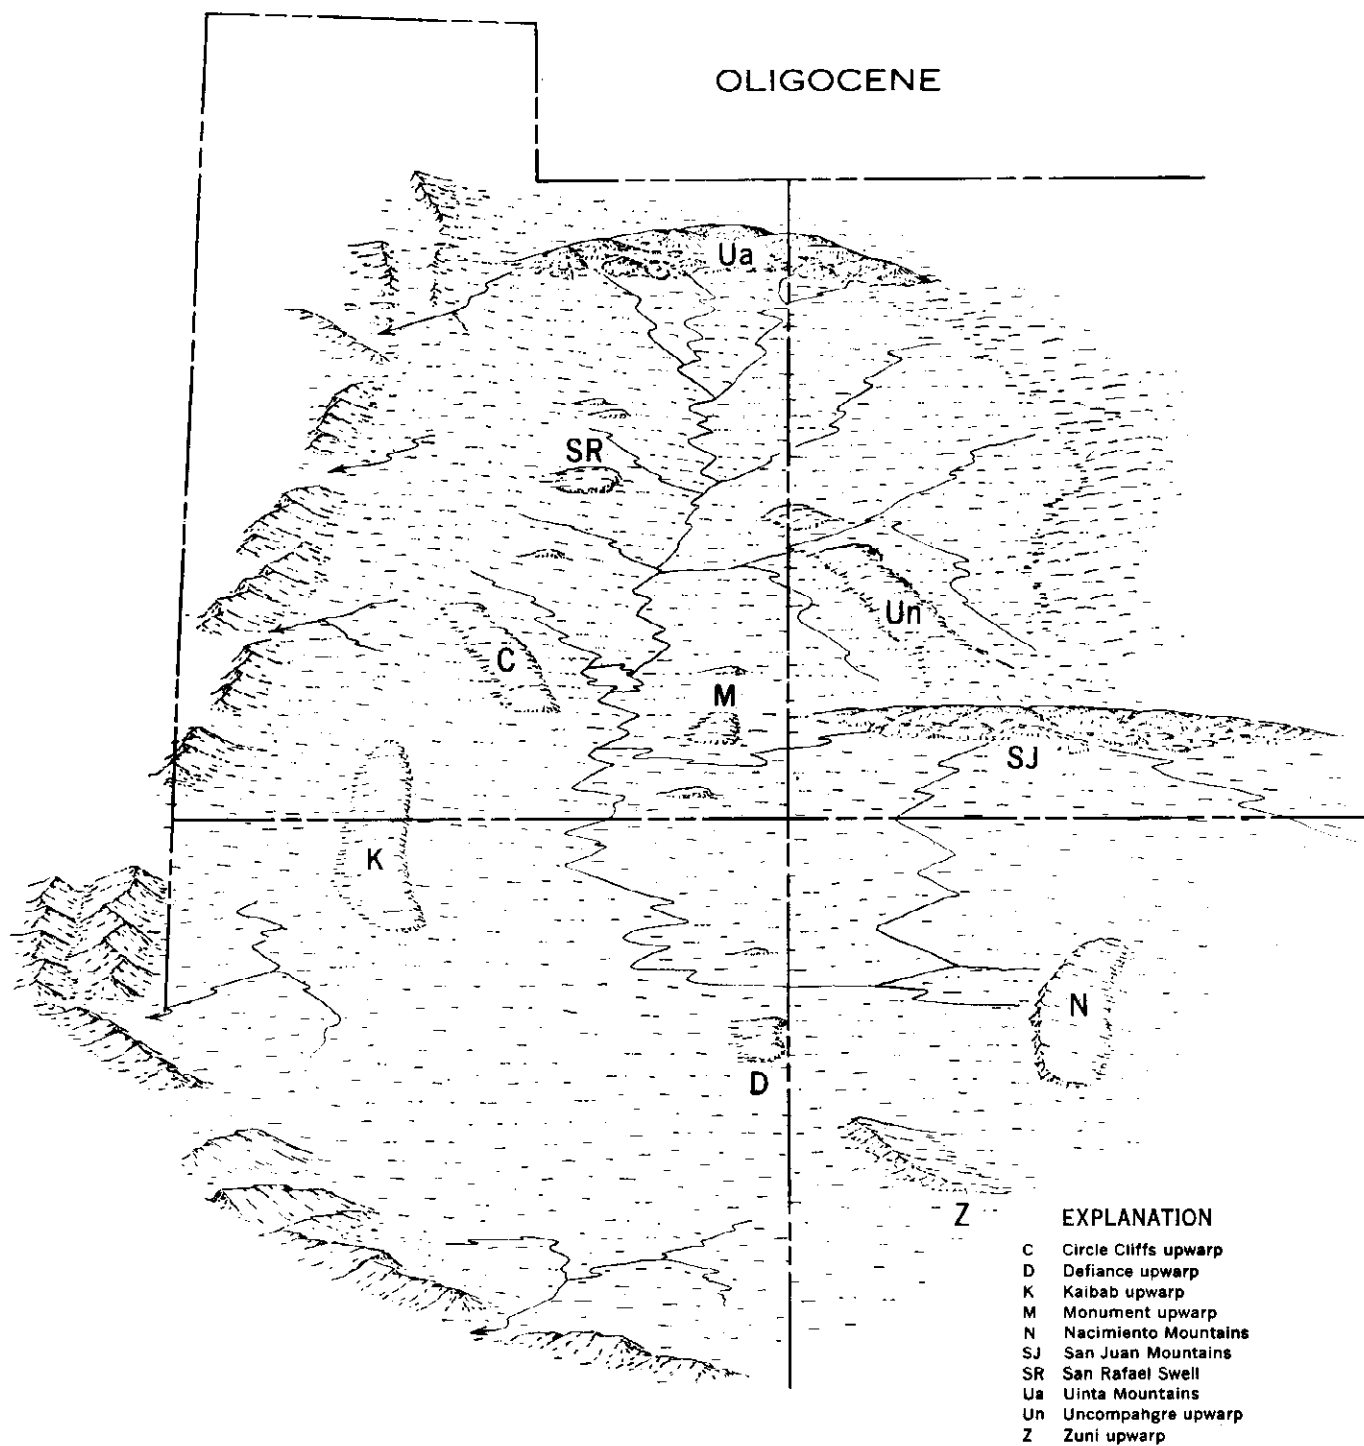 OLIGOCENE
Ua
SR
Un
C
M
SJ
K
N
D
Z
EXPLANATION
C Circle Cliffs upwarp
D Defiance upwarp
K Kaibab upwarp
M Monument upwarp
N Nacimiento Mountains
SJ San Juan Mountains
SR San Rafael Swell
Ua Uinta Mountains
Un Uncompahgre upwarp
Z Zuni upwarp